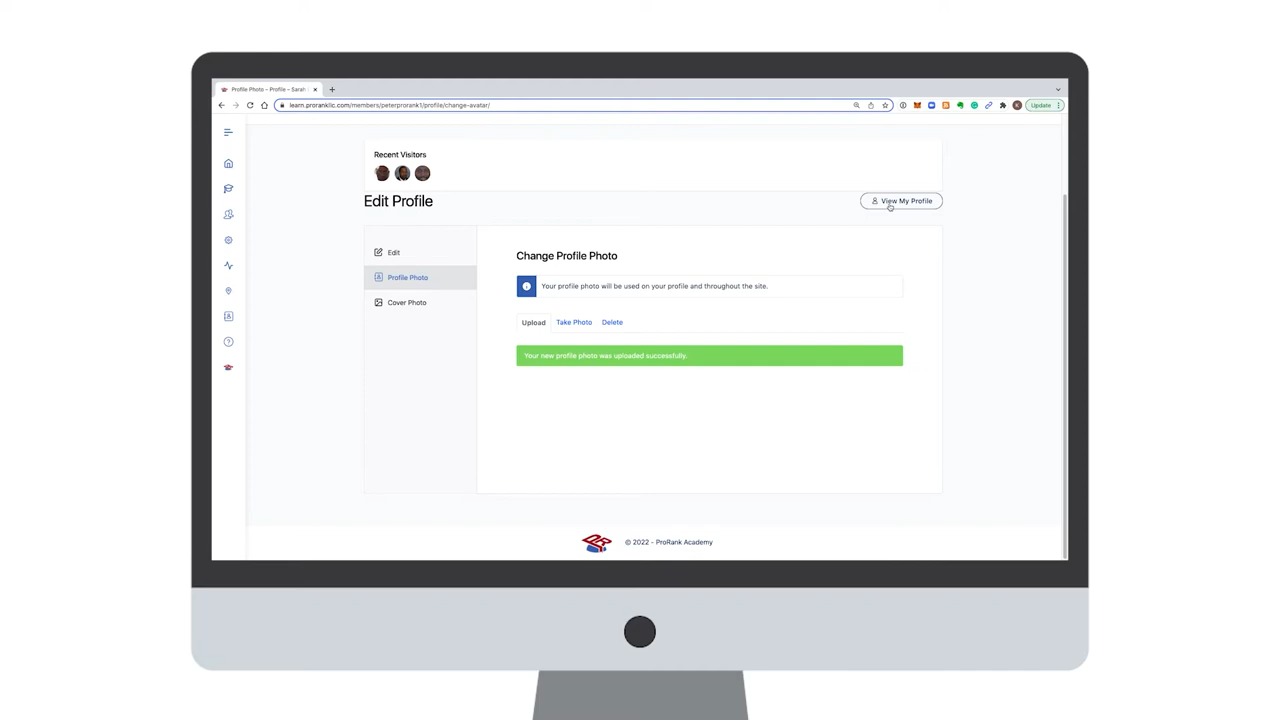 Profile Photo – Profile – Sarah
learn.prorankllc.com/members/peterprorank1/profile/change-avatar/
Update
Recent Visitors
Edit Profile
View My Profile
Edit
Change Profile Photo
Profile Photo
Your profile photo will be used on your profile and throughout the site.
Cover Photo
Upload Take Photo Delete
Your new profile photo was uploaded successfully.
© 2022 - ProRank Academy